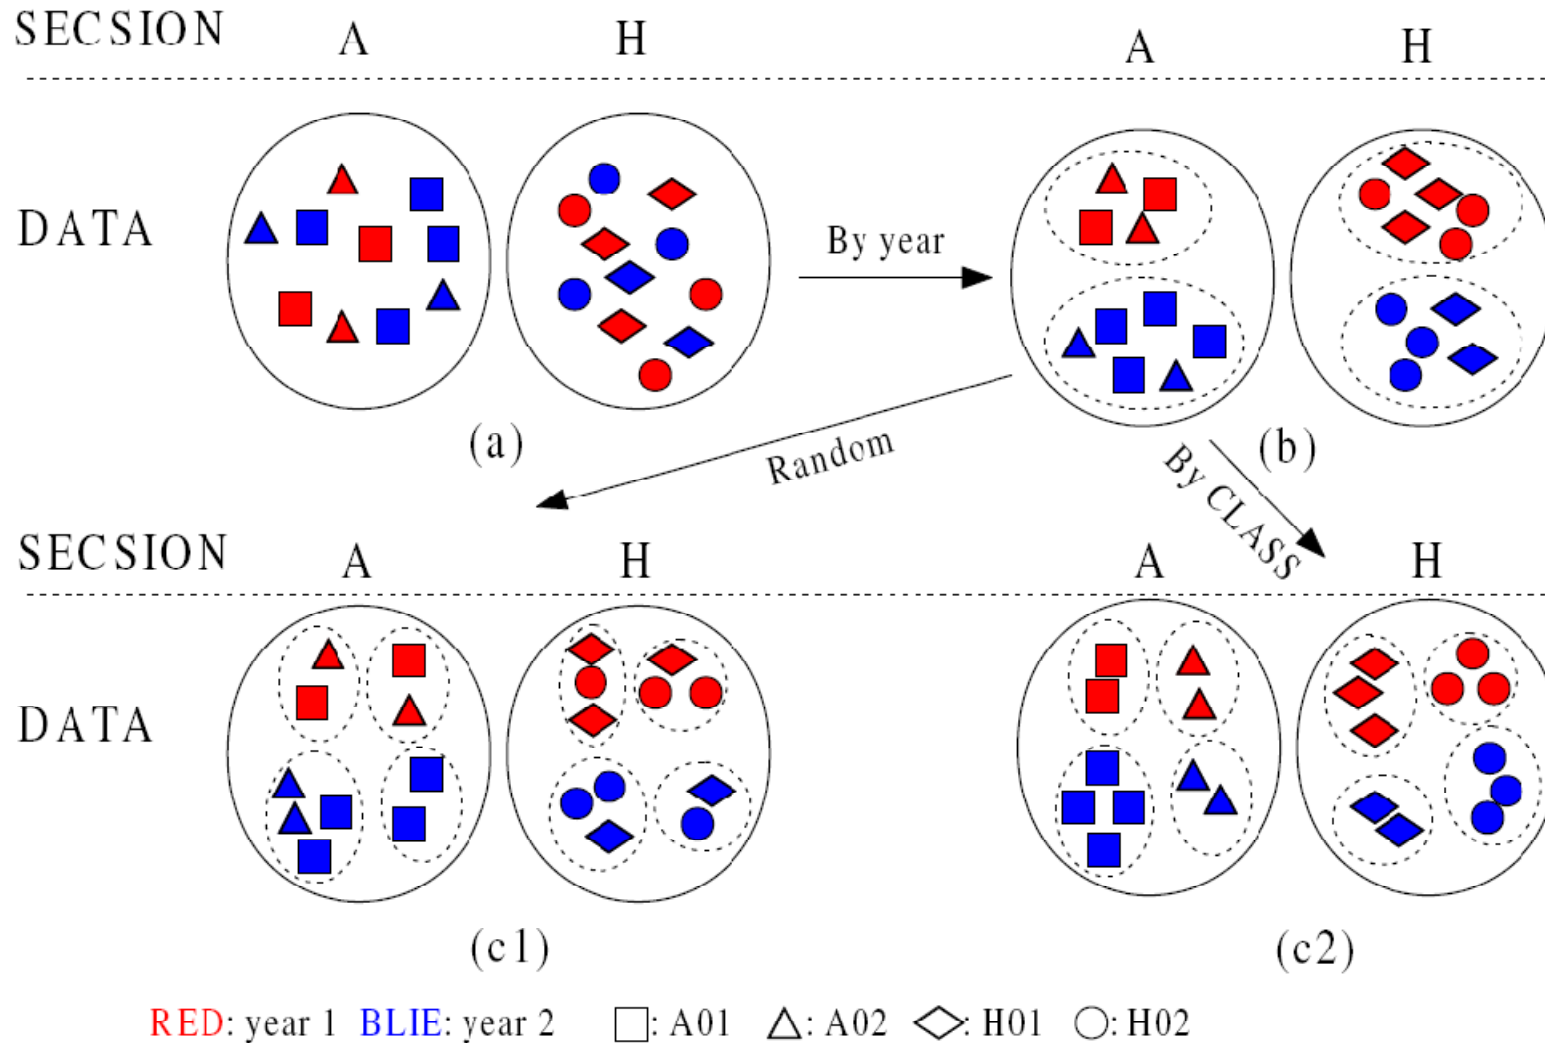 SECSION A H A H
DATA
By year
(a) (b)
Random
By CLASS
SECSION A H A H
DATA
(c1) (c2)
RED: year 1 BLIE: year 2 : A01 : A02 : H01 : H02